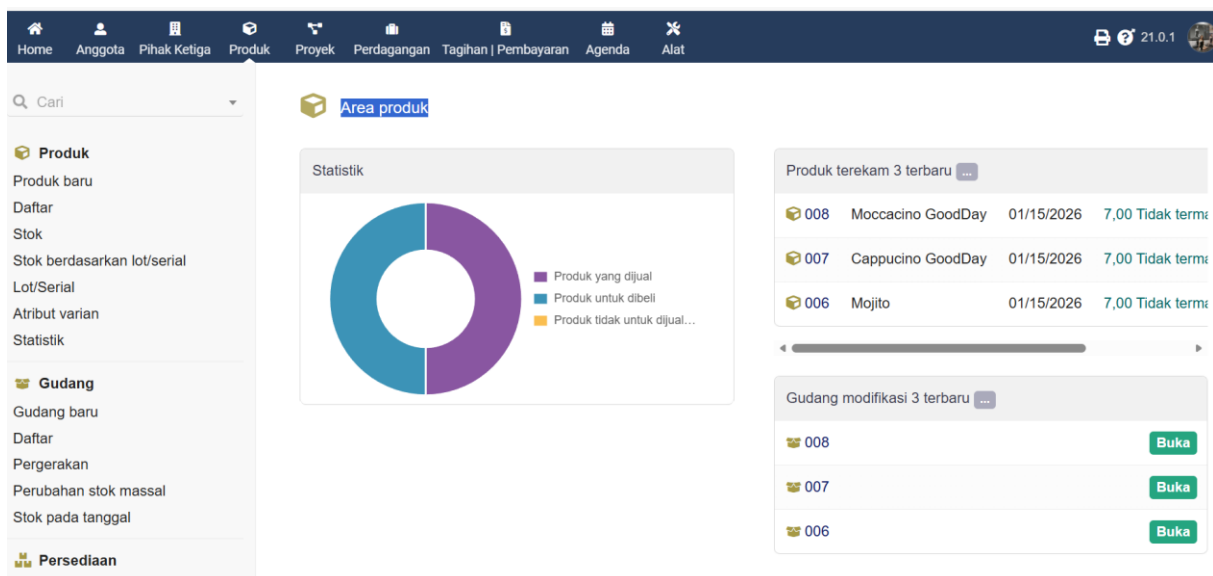 Home Anggota Pihak Ketiga Produk Proyek Perdagangan Tagihan | Pembayaran Agenda Alat
21.0.1
Cari
Produk
Produk baru
Daftar
Stok
Stok berdasarkan lot/serial
Lot/Serial
Atribut varian
Statistik
Gudang
Gudang baru
Daftar
Pergerakan
Perubahan stok massal
Stok pada tanggal
Persediaan
Area produk
Statistik
Produk yang dijual
Produk untuk dibeli
Produk tidak untuk dijual...
Produk terekam 3 terbaru ...
008 Moccacino GoodDay 01/15/2026 7,00 Tidak
007 Cappucino GoodDay 01/15/2026 7,00 Tidak
006 Mojito 01/15/2026 7,00 Tidak
Gudang modifikasi 3 terbaru ...
008 Buka
007 Buka
006 Buka